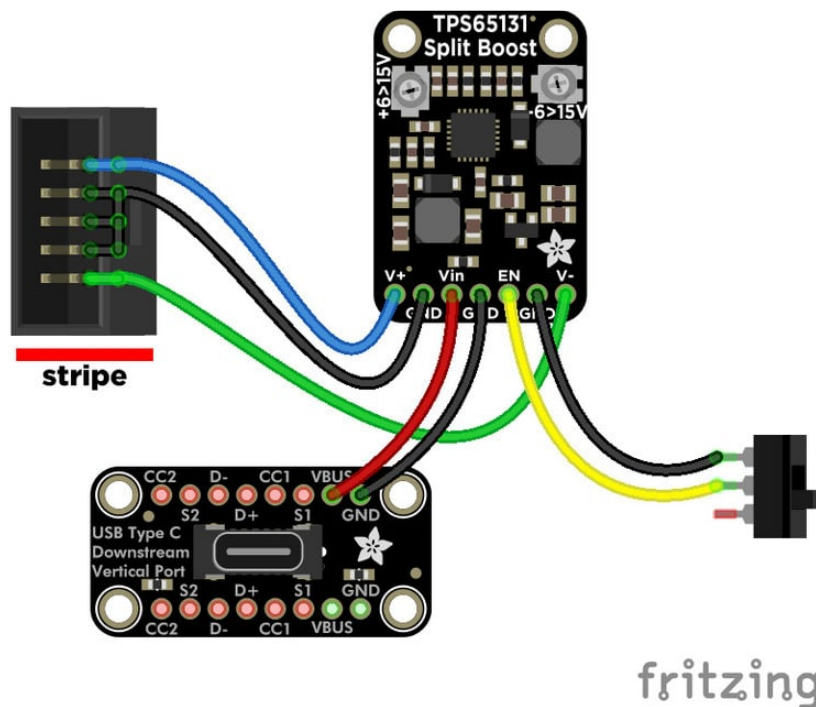 TPS65131
Split Boost
+6>15V
-6>15V
V+ Vin EN V-
GND G D GND
stripe
CC2 D- CC1 VBUS
S2 D+ S1 GND
USB Type C
Downstream
Vertical Port
S2 D+ S1 GND
CC2 D- CC1 VBUS
fritzing